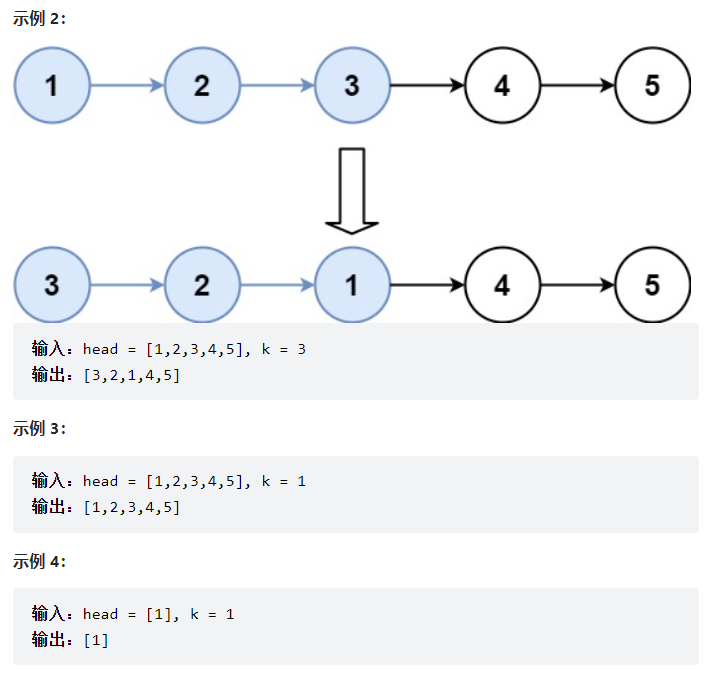 示例 2：
1 2 3 4 5
3 2 1 4 5
输入：head = [1,2,3,4,5], k = 3
输出：[3,2,1,4,5]
示例 3：
输入：head = [1,2,3,4,5], k = 1
输出：[1,2,3,4,5]
示例 4：
输入：head = [1], k = 1
输出：[1]